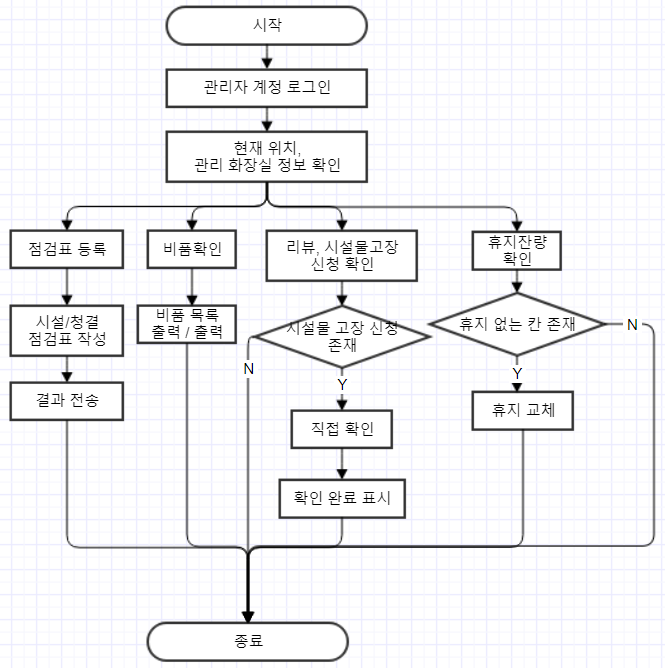 시작
관리자 계정 로그인
현재 위치,
관리 화장실 정보 확인
점검표 등록
비품확인
리뷰, 시설물고장
신청 확인
휴지잔량
확인
시설/청결
점검표 작성
비품 목록
출력 / 출력
시설물 고장 신청
존재
휴지 없는 칸 존재
N
N
Y
Y
결과 전송
직접 확인
휴지 교체
확인 완료 표시
종료